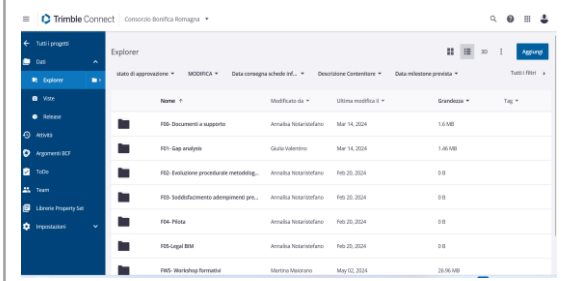 Trimble Connect Consorzio Bonifica Romagna
Tutti i progetti
Dati
Explorer
Viste
Release
Attività
Argomenti BCF
ToDo
Team
Librerie Property Set
Impostazioni
Explorer
3D
Aggiungi
stato di approvazione MODIFICA Data consegna schede inf... Descrizione Contenitore Data milestone prevista Tutti i filtri
Nome Modificato da Ultima modifica il Grandezza Tag
F00- Documenti a supporto Annalisa Notaristefano Mar 14, 2024 1.6 MB
F01- Gap analysis Giulia Valentino Mar 14, 2024 1.46 MB
F02- Evoluzione procedurale metodolog... Annalisa Notaristefano Feb 20, 2024 0 B
F03- Soddisfacimento adempimenti pre... Annalisa Notaristefano Feb 20, 2024 0 B
F04- Pilota Annalisa Notaristefano Feb 20, 2024 0 B
F05-Legal BIM Annalisa Notaristefano Feb 20, 2024 0 B
FWS- Workshop formativi Martino Maiorano May 02, 2024 28.96 MB